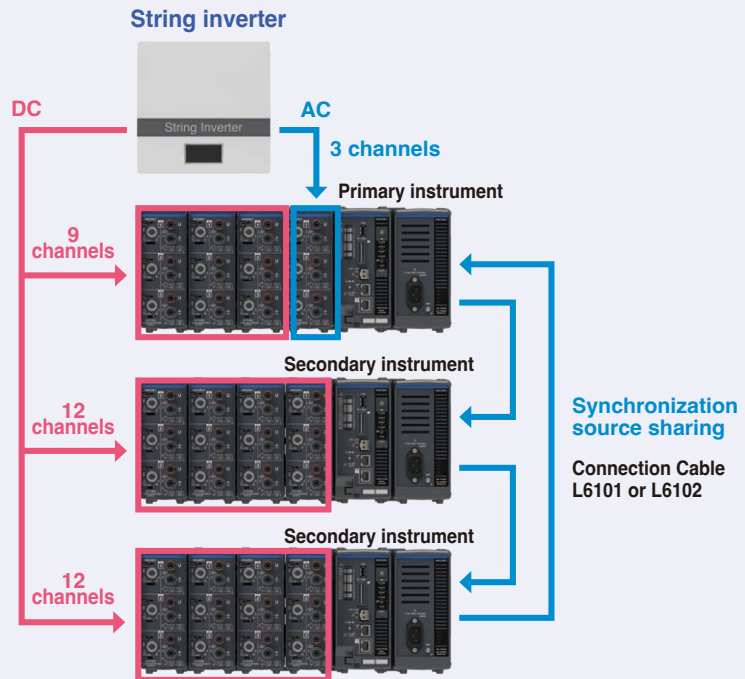 String inverter
DC
AC
String Inverter
3 channels
Primary instrument
9
channels
Secondary instrument
12
channels
Synchronization
source sharing
Connection Cable
L6101 or L6102
Secondary instrument
12
channels